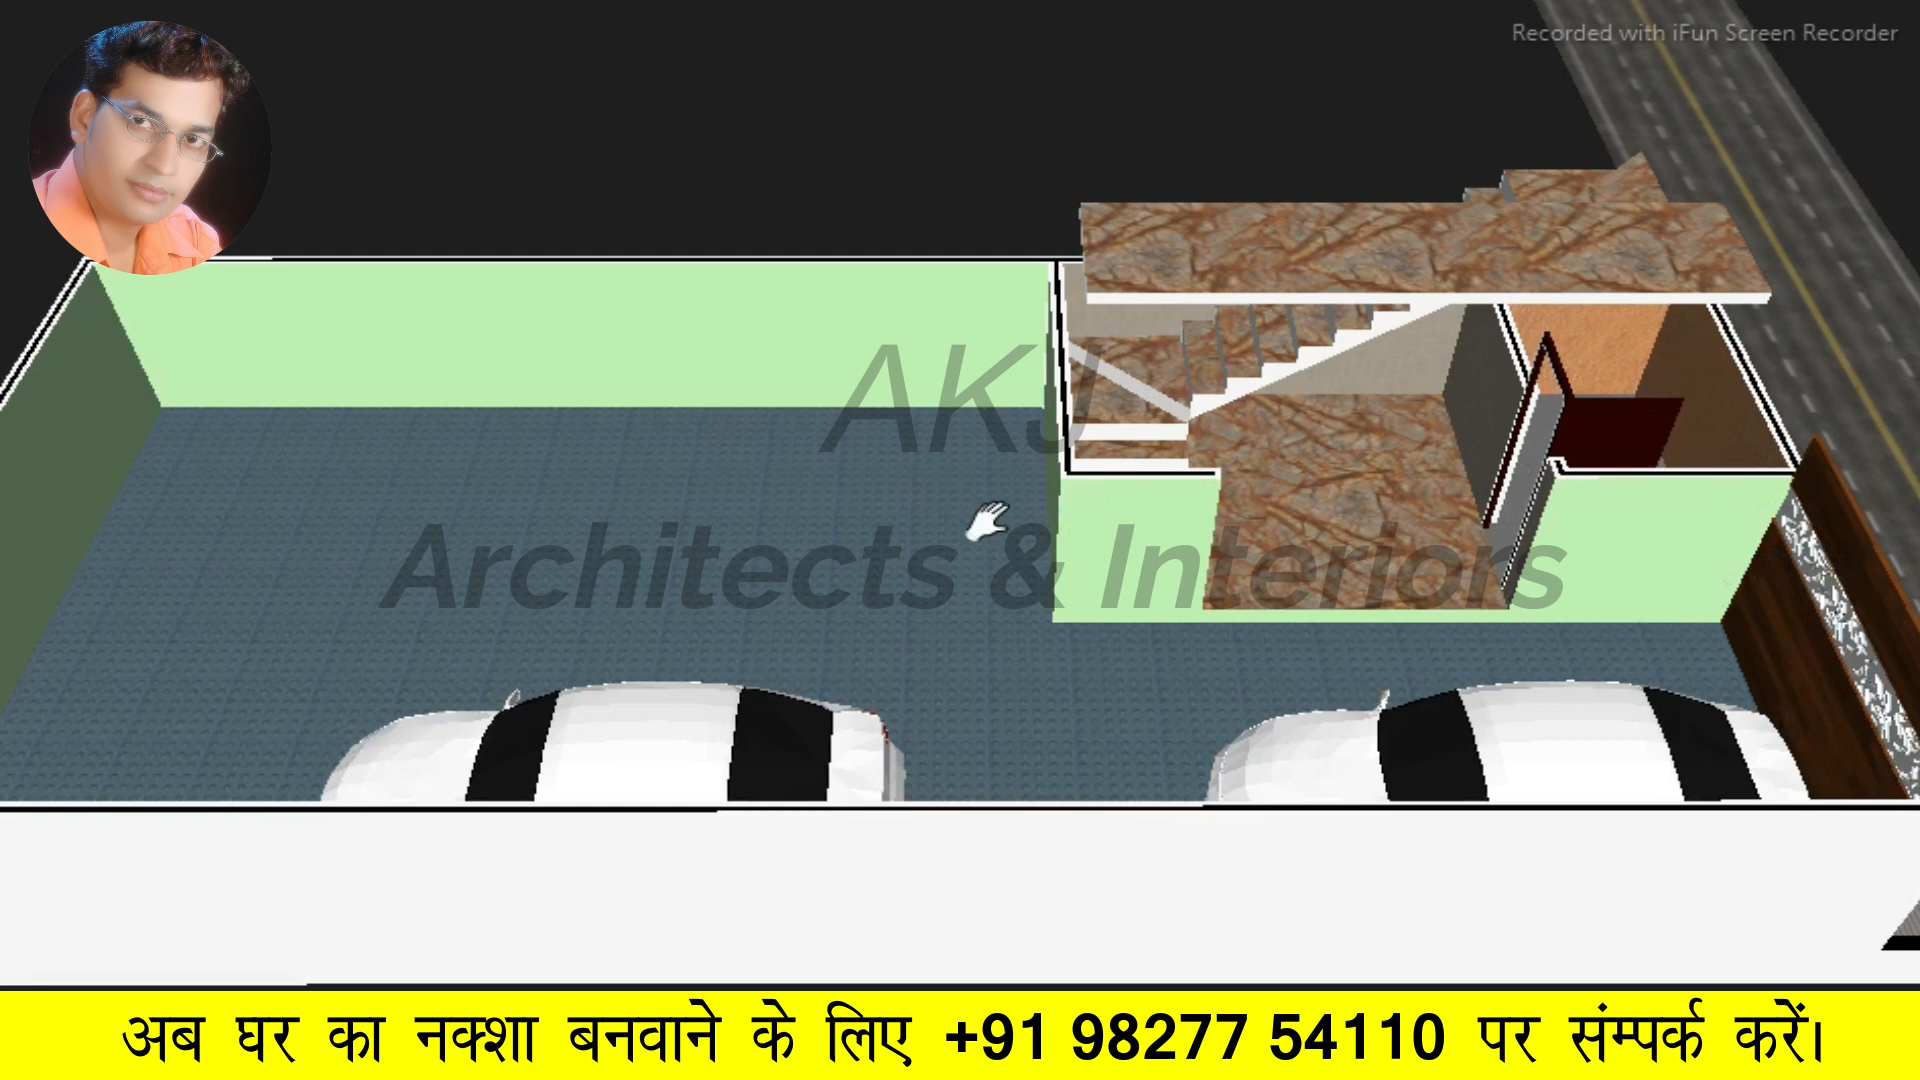 Recorded with iFun Screen Recorder
AKJ
Architects & Interiors
अब घर का नक्शा बनवाने के लिए +91 98277 54110 पर संम्पर्क करें।